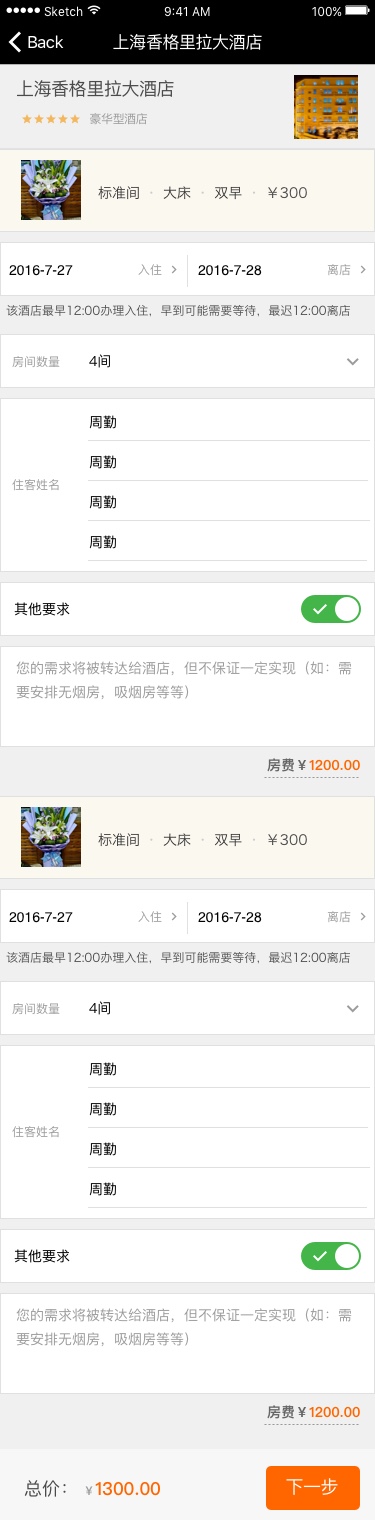 Sketch 9:41 AM 100%
Back 上海香格里拉大酒店
上海香格里拉大酒店
豪华型酒店
标准间 · 大床 · 双早 · ￥300
2016-7-27 入住 2016-7-28 离店
该酒店最早12:00办理入住，早到可能需要等待，最迟12:00离店
房间数量 4间
周勤
周勤
住客姓名
周勤
周勤
其他要求
您的需求将被转达给酒店，但不保证一定实现（如：需
要安排无烟房，吸烟房等等）
房费 ¥ 1200.00
标准间 · 大床 · 双早 · ￥300
2016-7-27 入住 2016-7-28 离店
该酒店最早12:00办理入住，早到可能需要等待，最迟12:00离店
房间数量 4间
周勤
周勤
住客姓名
周勤
周勤
其他要求
您的需求将被转达给酒店，但不保证一定实现（如：需
要安排无烟房，吸烟房等等）
房费 ¥ 1200.00
总价： ¥ 1300.00 下一步